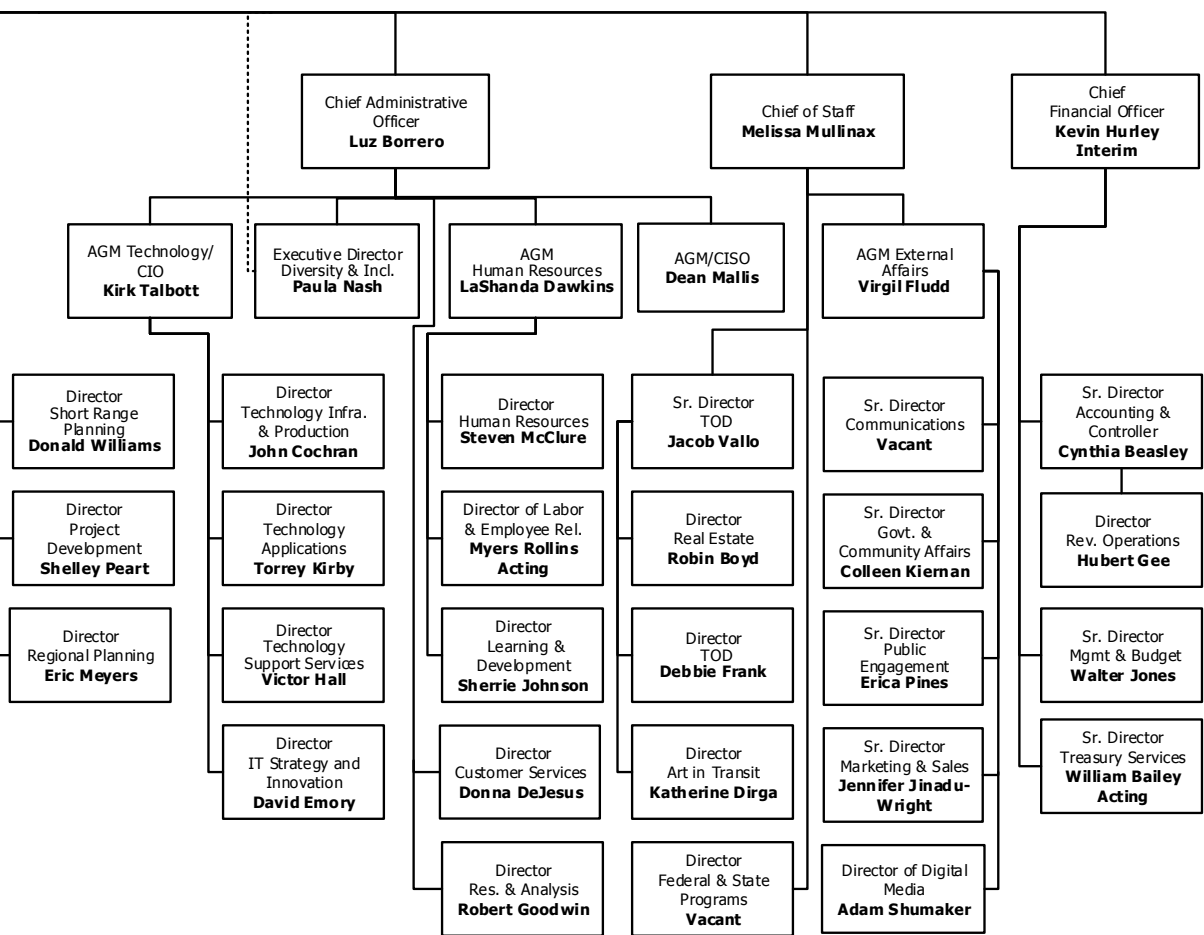 Chief Administrative
Officer
Luz Borrero
Chief of Staff
Melissa Mullinax
Chief
Financial Officer
Kevin Hurley
Interim
AGM Technology/
CIO
Kirk Talbott
Executive Director
Diversity & Incl.
Paula Nash
AGM
Human Resources
LaShanda Dawkins
AGM/CISO
Dean Mallis
AGM External
Affairs
Virgil Fludd
Director
Short Range
Planning
Donald Williams
Director
Technology Infra.
& Production
John Cochran
Director
Human Resources
Steven McClure
Sr. Director
TOD
Jacob Vallo
Sr. Director
Communications
Vacant
Sr. Director
Accounting &
Controller
Cynthia Beasley
Director
Project
Development
Shelley Peart
Director
Technology
Applications
Torrey Kirby
Director of Labor
& Employee Rel.
Myers Rollins
Acting
Director
Real Estate
Robin Boyd
Sr. Director
Govt. &
Community Affairs
Colleen Kiernan
Director
Rev. Operations
Hubert Gee
Director
Regional Planning
Eric Meyers
Director
Technology
Support Services
Victor Hall
Director
Learning &
Development
Sherrie Johnson
Director
TOD
Debbie Frank
Sr. Director
Public
Engagement
Erica Pines
Sr. Director
Mgmt & Budget
Walter Jones
Director
IT Strategy and
Innovation
David Emory
Director
Customer Services
Donna DeJesus
Director
Art in Transit
Katherine Dirga
Sr. Director
Marketing & Sales
Jennifer Jinadu-
Wright
Sr. Director
Treasury Services
William Bailey
Acting
Director
Res. & Analysis
Robert Goodwin
Director
Federal & State
Programs
Vacant
Director of Digital
Media
Adam Shumaker